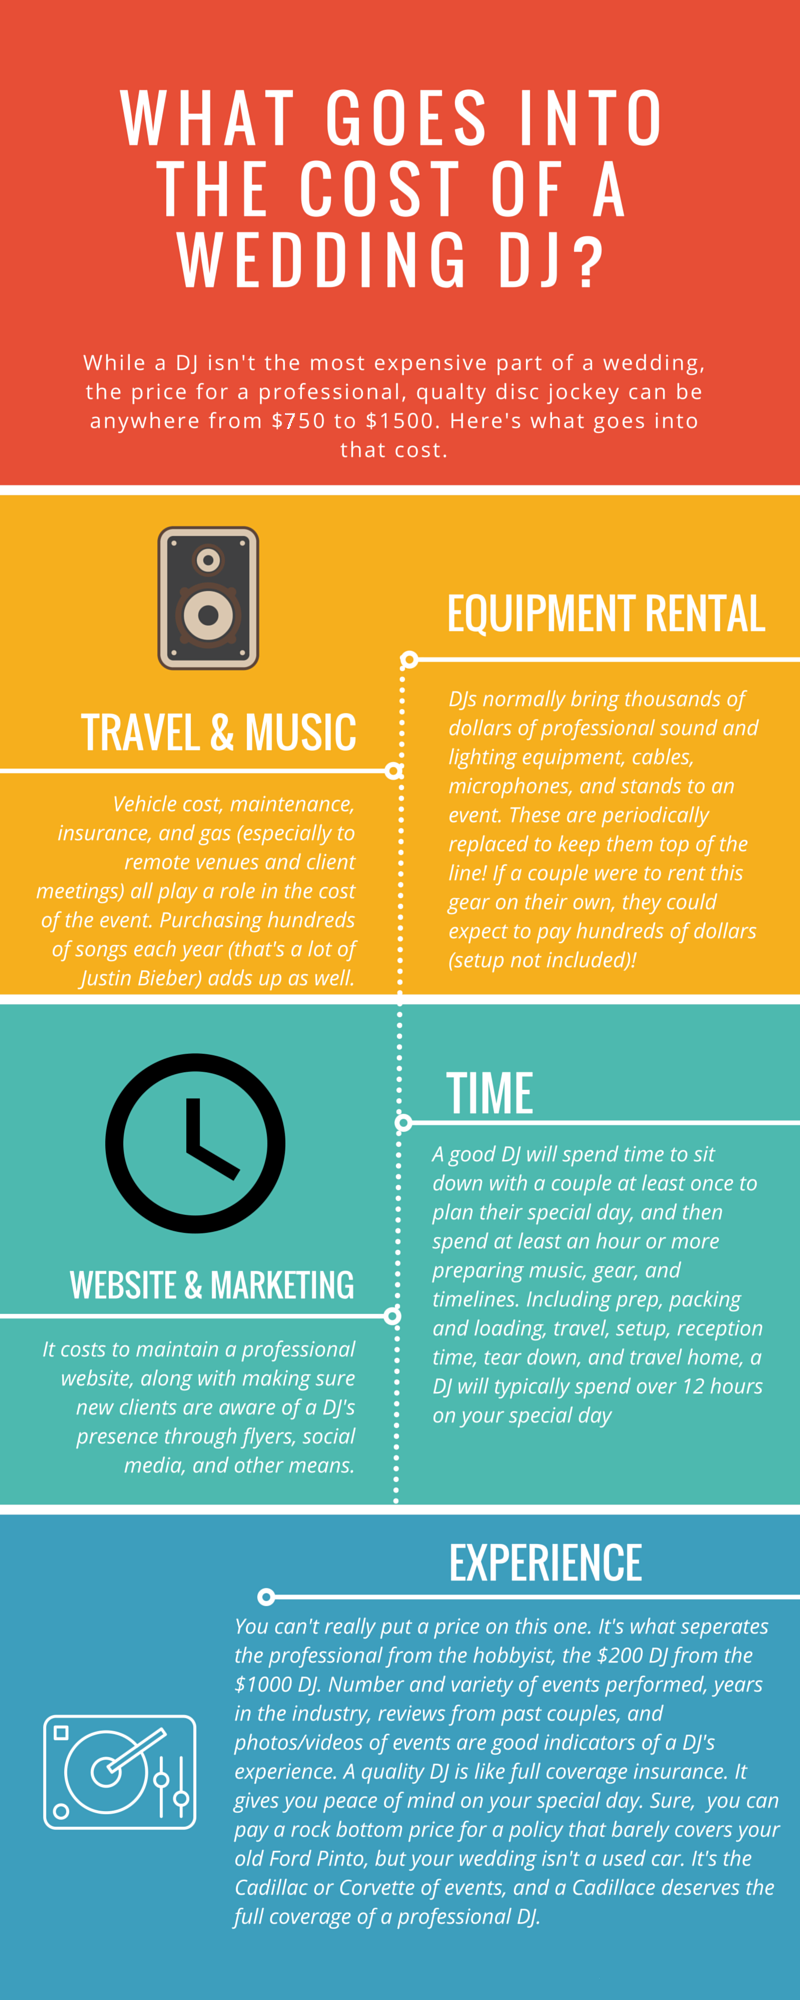 WHAT GOES INTO
THE COST OF A
WEDDING DJ?
While a DJ isn't the most expensive part of a wedding,
the price for a professional, qualty disc jockey can be
anywhere from $750 to $1500. Here's what goes into
that cost.
EQUIPMENT RENTAL
DJs normally bring thousands of
dollars of professional sound and
lighting equipment, cables,
microphones, and stands to an
event. These are periodically
replaced to keep them top of the
line! If a couple were to rent this
gear on their own, they could
expect to pay hundreds of dollars
(setup not included)!
TRAVEL & MUSIC
Vehicle cost, maintenance,
insurance, and gas (especially to
remote venues and client
meetings) all play a role in the cost
of the event. Purchasing hundreds
of songs each year (that's a lot of
Justin Bieber) adds up as well.
TIME
A good DJ will spend time to sit
down with a couple at least once to
plan their special day, and then
spend at least an hour or more
preparing music, gear, and
timelines. Including prep, packing
and loading, travel, setup, reception
time, tear down, and travel home, a
DJ will typically spend over 12 hours
on your special day
WEBSITE & MARKETING
It costs to maintain a professional
website, along with making sure
new clients are aware of a DJ's
presence through flyers, social
media, and other means.
EXPERIENCE
You can't really put a price on this one. It's what seperates
the professional from the hobbyist, the $200 DJ from the
$1000 DJ. Number and variety of events performed, years
in the industry, reviews from past couples, and
photos/videos of events are good indicators of a DJ's
experience. A quality DJ is like full coverage insurance. It
gives you peace of mind on your special day. Sure,  you can
pay a rock bottom price for a policy that barely covers your
old Ford Pinto, but your wedding isn't a used car. It's the
Cadillac or Corvette of events, and a Cadillace deserves the
full coverage of a professional DJ.